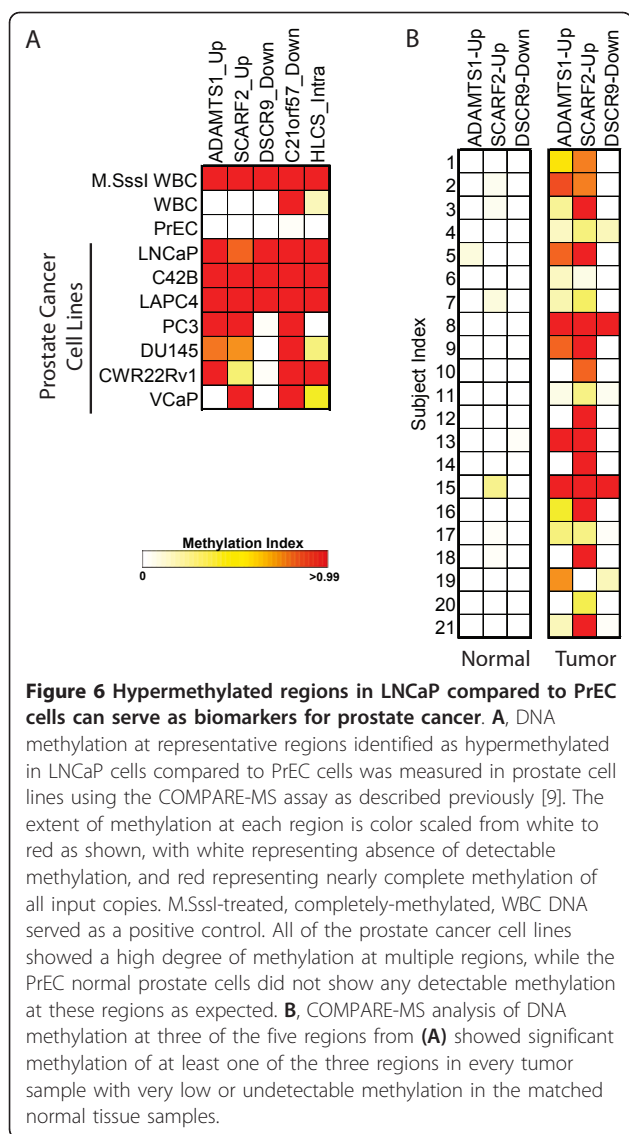 A
ADAMTS1_Up
SCARF2_Up
DSCR9_Down
C21orf57_Down
HLCS_Intra
M.SssI WBC
WBC
PrEC
LNCaP
C42B
LAPC4
PC3
DU145
CWR22Rv1
VCaP
Prostate Cancer
Cell Lines
Methylation Index
0
>0.99
B
ADAMTS1-Up
SCARF2-Up
DSCR9-Down
ADAMTS1-Up
SCARF2-Up
DSCR9-Down
Subject Index
1
2
3
4
5
6
7
8
9
10
11
12
13
14
15
16
17
18
19
20
21
Normal
Tumor
Figure 6 Hypermethylated regions in LNCaP compared to PrEC
cells can serve as biomarkers for prostate cancer. A, DNA
methylation at representative regions identified as hypermethylated
in LNCaP cells compared to PrEC cells was measured in prostate cell
lines using the COMPARE-MS assay as described previously [9]. The
extent of methylation at each region is color scaled from white to
red as shown, with white representing absence of detectable
methylation, and red representing nearly complete methylation of
all input copies. M.SssI-treated, completely-methylated, WBC DNA
served as a positive control. All of the prostate cancer cell lines
showed a high degree of methylation at multiple regions, while the
PrEC normal prostate cells did not show any detectable methylation
at these regions as expected. B, COMPARE-MS analysis of DNA
methylation at three of the five regions from (A) showed significant
methylation of at least one of the three regions in every tumor
sample with very low or undetectable methylation in the matched
normal tissue samples.